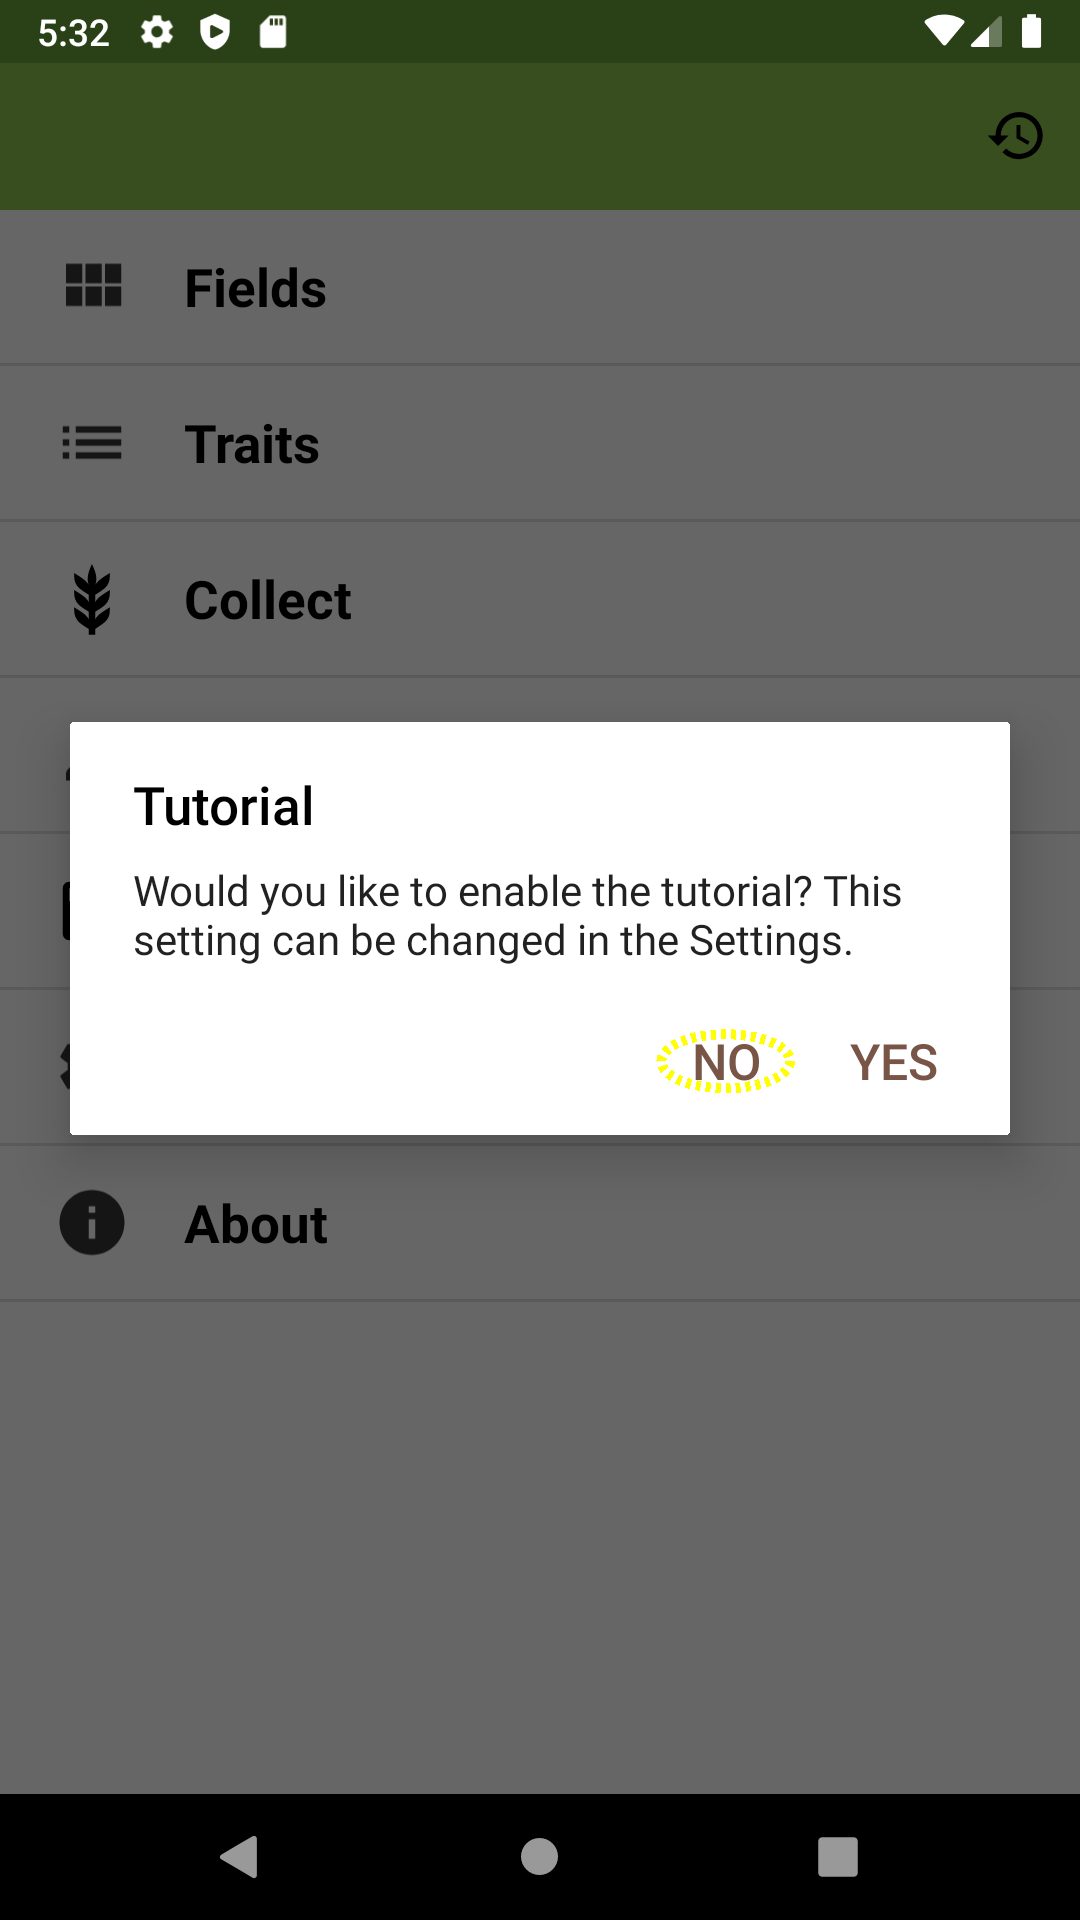 5:32
Fields
Traits
Collect
Tutorial
Would you like to enable the tutorial? This
setting can be changed in the Settings.
NO YES
About